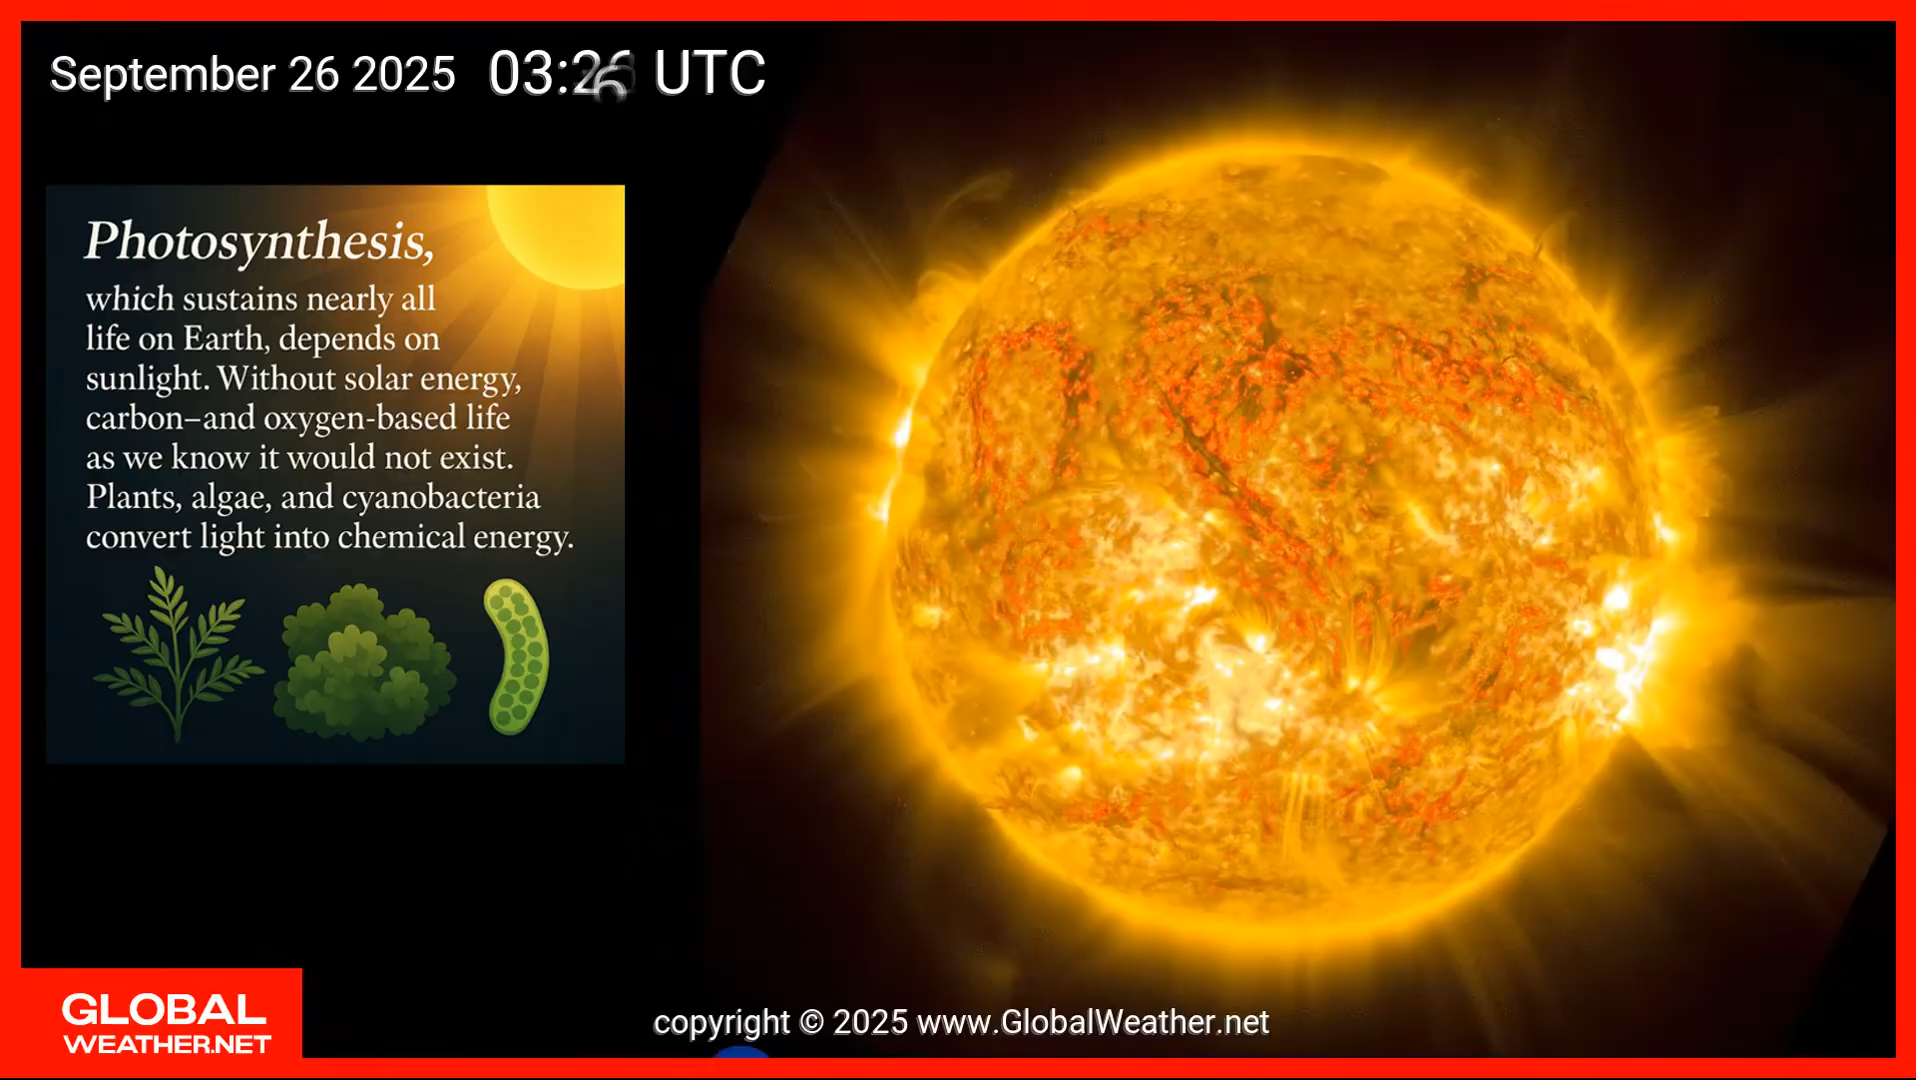 September 26 2025 03:26 UTC
Photosynthesis,
which sustains nearly all
life on Earth, depends on
sunlight. Without solar energy,
carbon–and oxygen-based life
as we know it would not exist.
Plants, algae, and cyanobacteria
convert light into chemical energy.
GLOBAL
WEATHER.NET
copyright © 2025 www.GlobalWeather.net